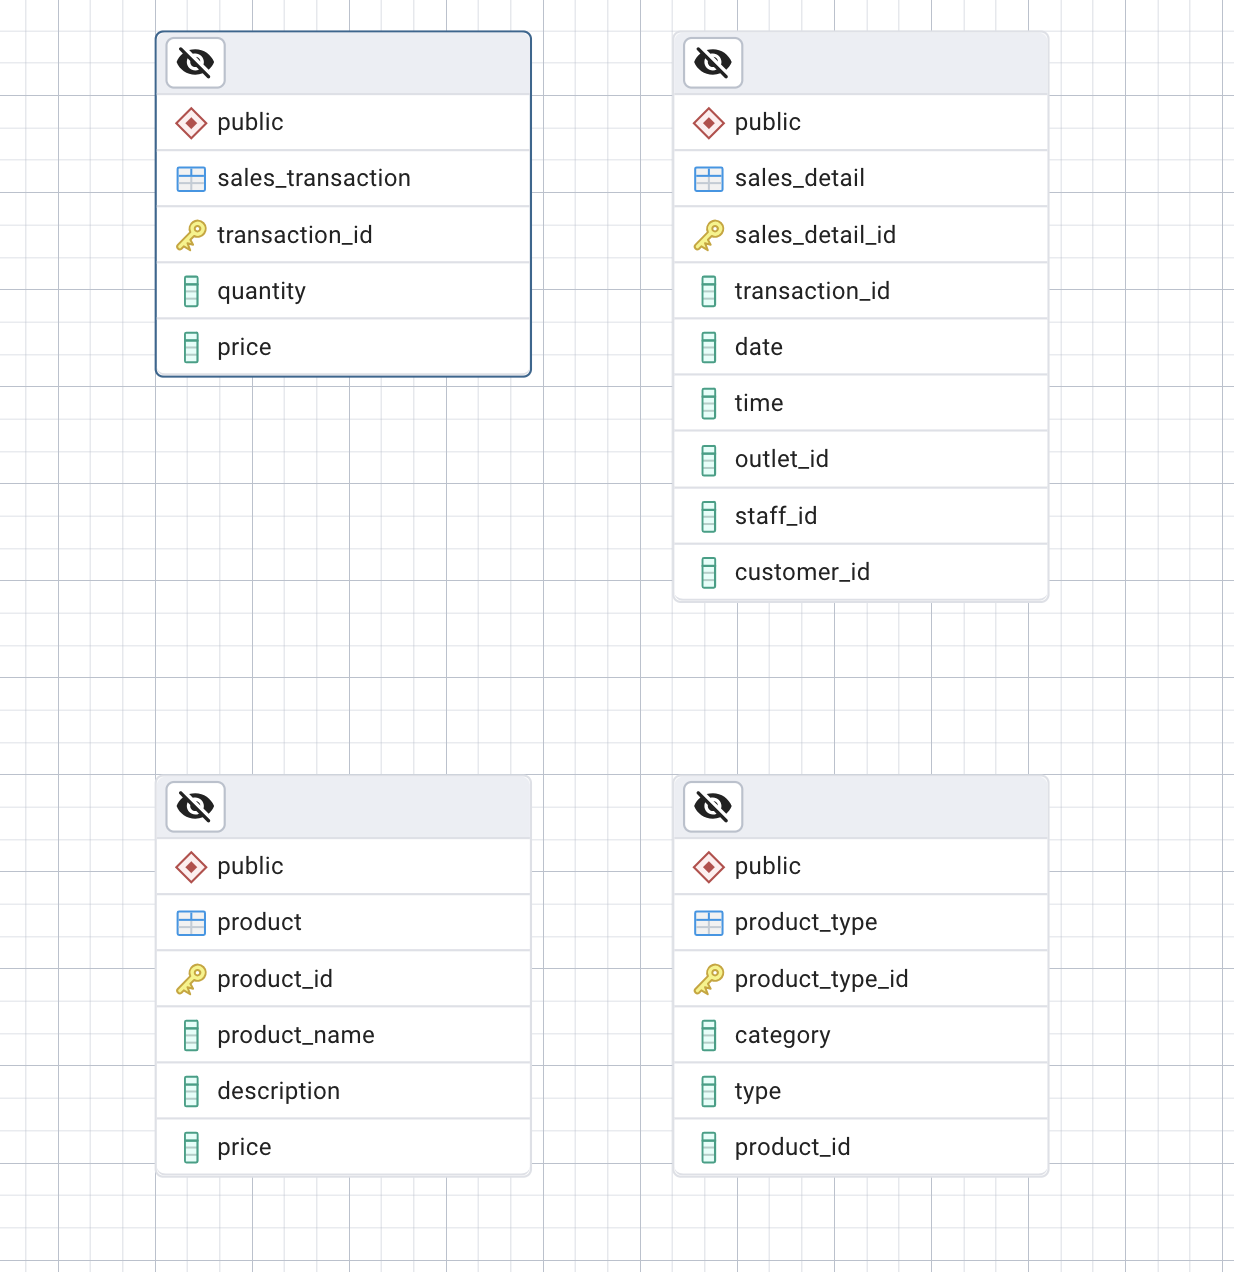 public
sales_transaction
transaction_id
quantity
price
public
sales_detail
sales_detail_id
transaction_id
date
time
outlet_id
staff_id
customer_id
public
product
product_id
product_name
description
price
public
product_type
product_type_id
category
type
product_id